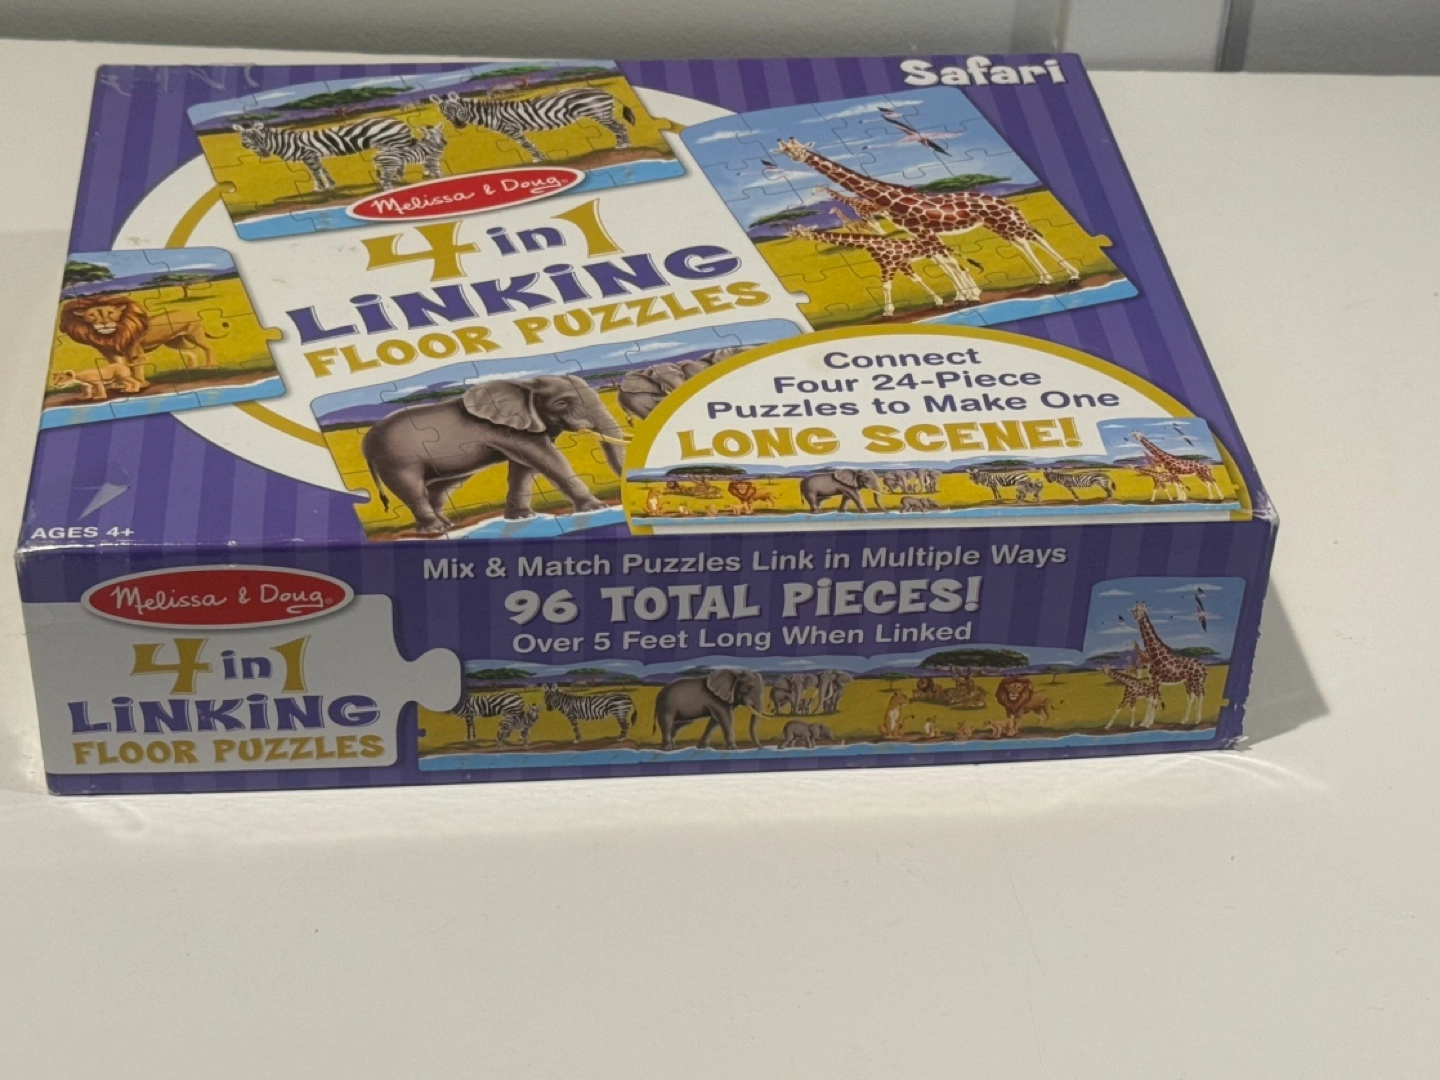 Safari
Melissa & Doug®
4 in 1
LiNKiNG
FLOOR PUZZLES
Connect
Four 24-Piece
Puzzles to Make One
LONG SCENE!
AGES 4+
Melissa & Doug®
4 in 1
LiNKiNG
FLOOR PUZZLES
Mix & Match Puzzles Link in Multiple Ways
96 TOTAL PiECES!
Over 5 Feet Long When Linked